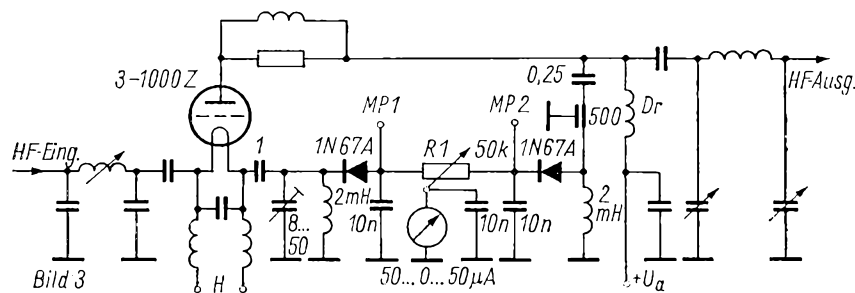 3-1000Z
0,25
HF-Ausg.
MP1
MP2
500
Dr
HF-Eing.
1
1N67A
R1
50k
1N67A
2mH
8...
50
10n
10n
10n
2
mH
Bild 3
H
50...0...50µA
+Ua